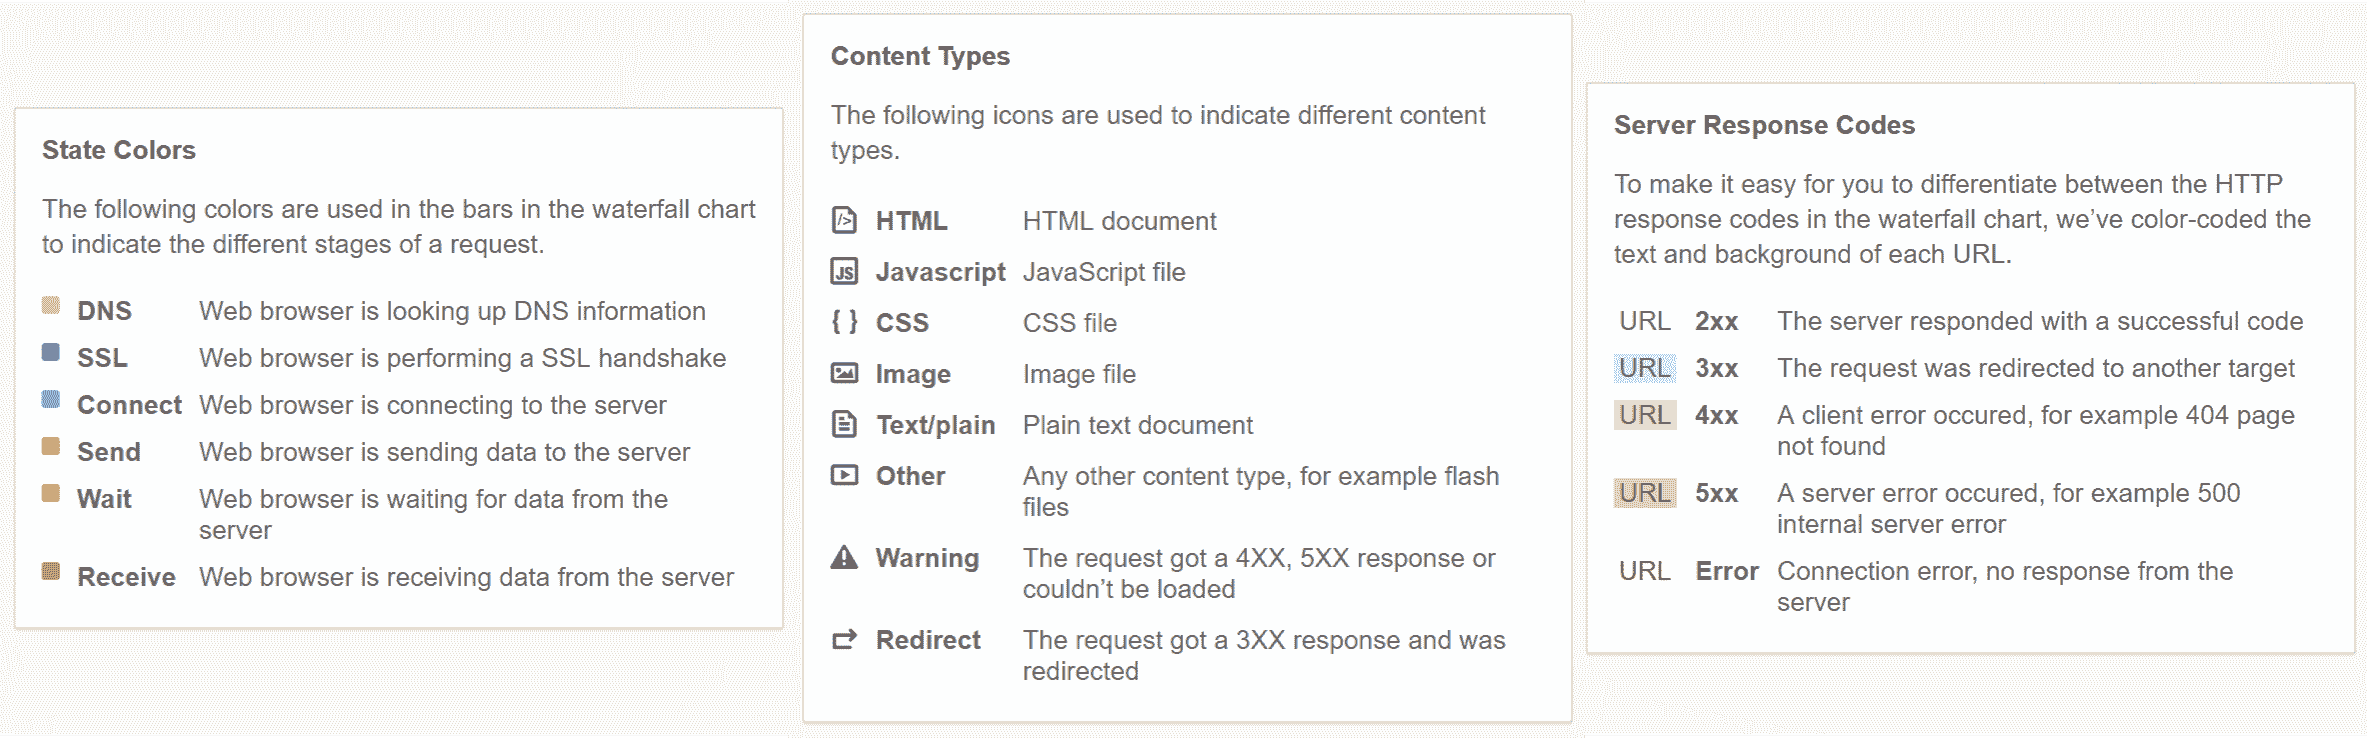 State Colors
The following colors are used in the bars in the waterfall chart
to indicate the different stages of a request.
DNS Web browser is looking up DNS information
SSL Web browser is performing a SSL handshake
Connect Web browser is connecting to the server
Send Web browser is sending data to the server
Wait Web browser is waiting for data from the
server
Receive Web browser is receiving data from the server
Content Types
The following icons are used to indicate different content
types.
</> HTML HTML document
JS Javascript JavaScript file
{ } CSS CSS file
Image Image file
Text/plain Plain text document
Other Any other content type, for example flash
files
Warning The request got a 4XX, 5XX response or
couldn’t be loaded
Redirect The request got a 3XX response and was
redirected
Server Response Codes
To make it easy for you to differentiate between the HTTP
response codes in the waterfall chart, we’ve color-coded the
text and background of each URL.
URL 2xx The server responded with a successful code
URL 3xx The request was redirected to another target
URL 4xx A client error occured, for example 404 page
not found
URL 5xx A server error occured, for example 500
internal server error
URL Error Connection error, no response from the
server